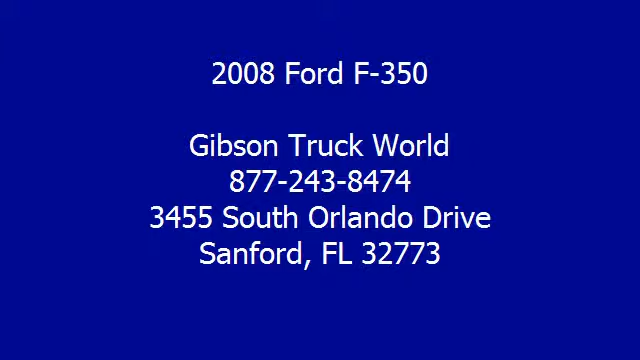 2008 Ford F-350
Gibson Truck World
877-243-8474
3455 South Orlando Drive
Sanford, FL 32773